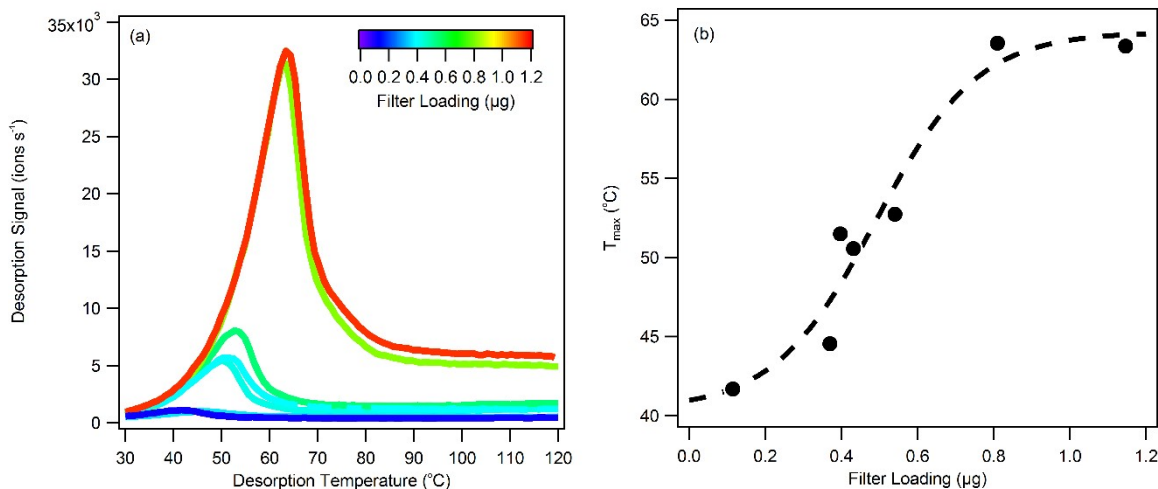 (a)
35x10³
30
25
20
15
10
5
0
Desorption Signal (ions s⁻¹)
30 40 50 60 70 80 90 100 110 120
Desorption Temperature (°C)
0.0 0.2 0.4 0.6 0.8 1.0 1.2
Filter Loading (µg)
(b)
65
60
55
50
45
40
T_max (°C)
0.0 0.2 0.4 0.6 0.8 1.0 1.2
Filter Loading (µg)